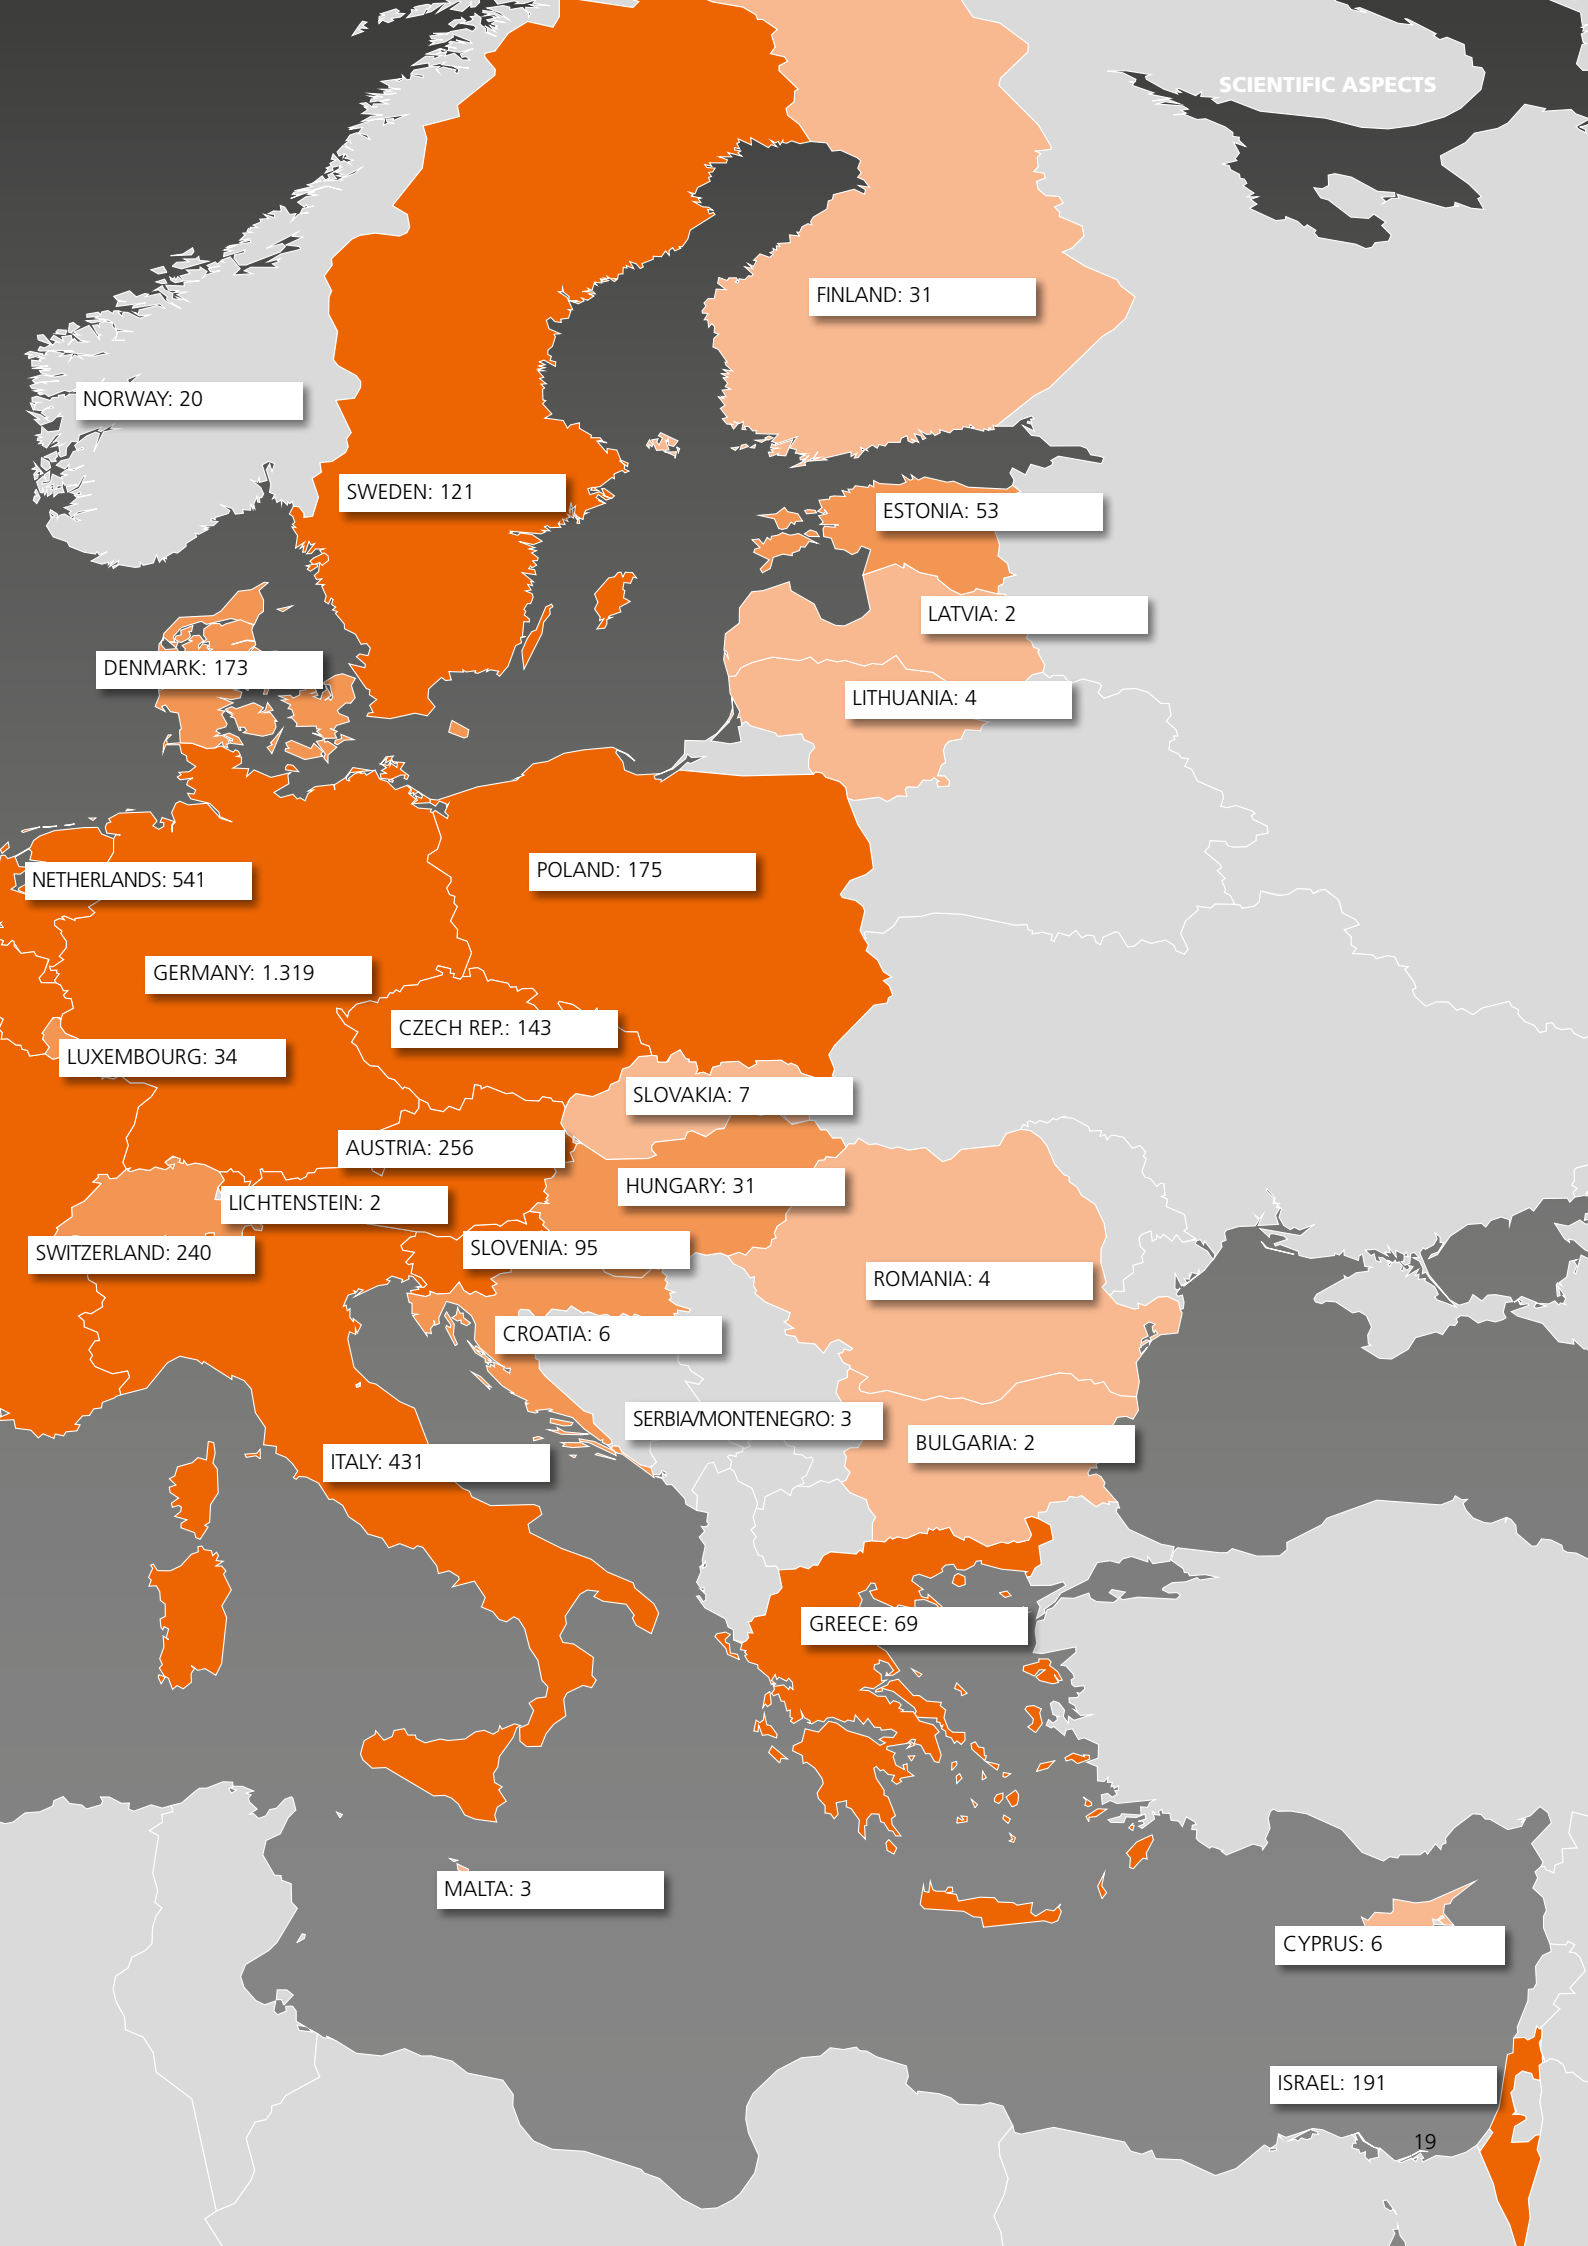 SCIENTIFIC ASPECTS
FINLAND: 31
NORWAY: 20
SWEDEN: 121
ESTONIA: 53
LATVIA: 2
DENMARK: 173
LITHUANIA: 4
POLAND: 175
NETHERLANDS: 541
GERMANY: 1.319
CZECH REP.: 143
LUXEMBOURG: 34
SLOVAKIA: 7
AUSTRIA: 256
HUNGARY: 31
LICHTENSTEIN: 2
SLOVENIA: 95
SWITZERLAND: 240
ROMANIA: 4
CROATIA: 6
SERBIA/MONTENEGRO: 3
BULGARIA: 2
ITALY: 431
GREECE: 69
MALTA: 3
CYPRUS: 6
ISRAEL: 191
19